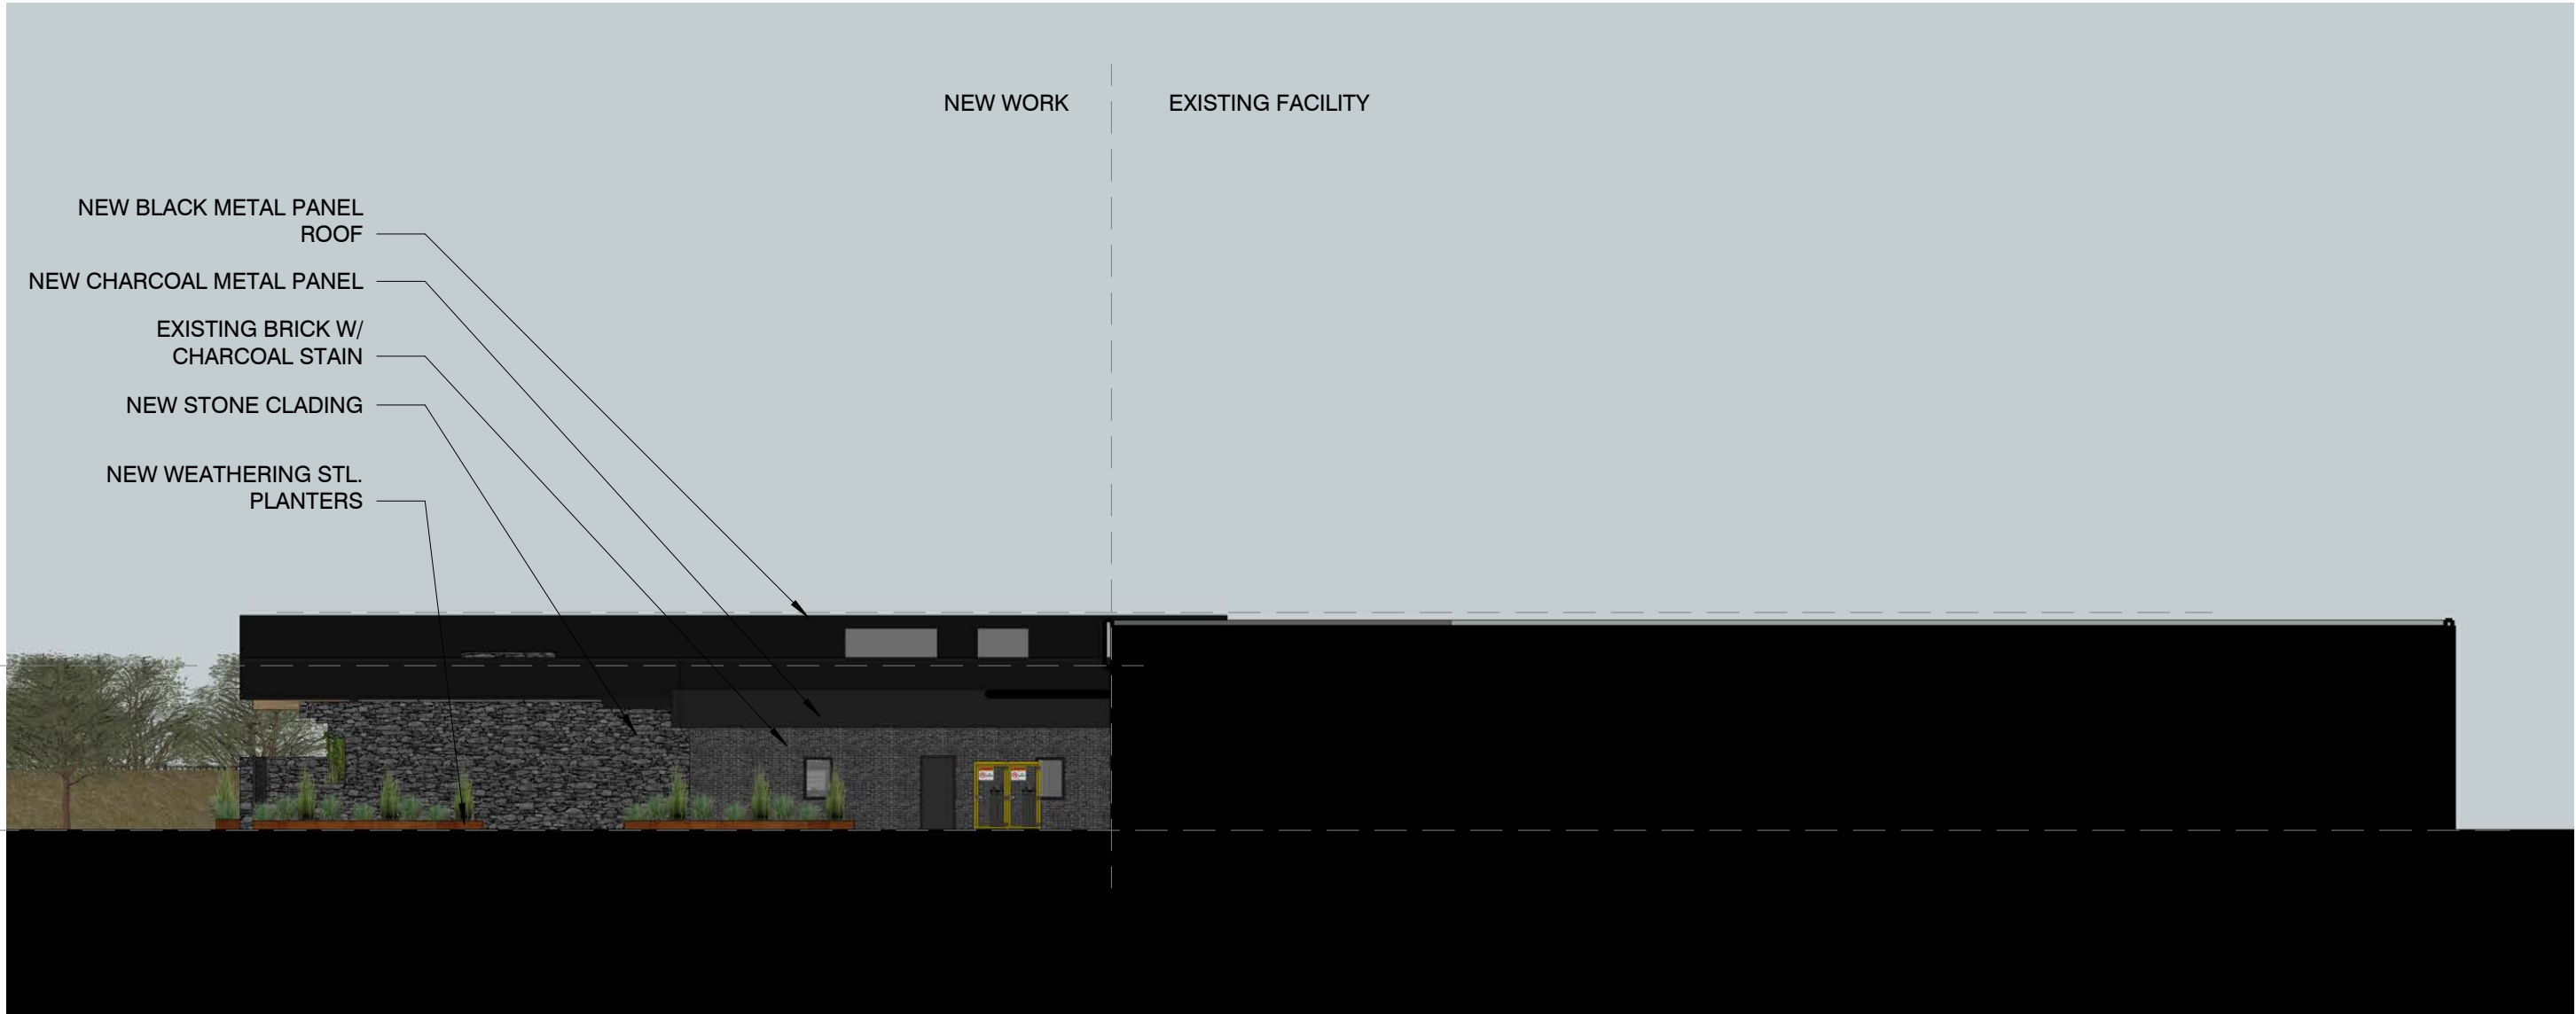 NEW WORK
EXISTING FACILITY
NEW BLACK METAL PANEL
ROOF
NEW CHARCOAL METAL PANEL
EXISTING BRICK W/
CHARCOAL STAIN
NEW STONE CLADING
NEW WEATHERING STL.
PLANTERS